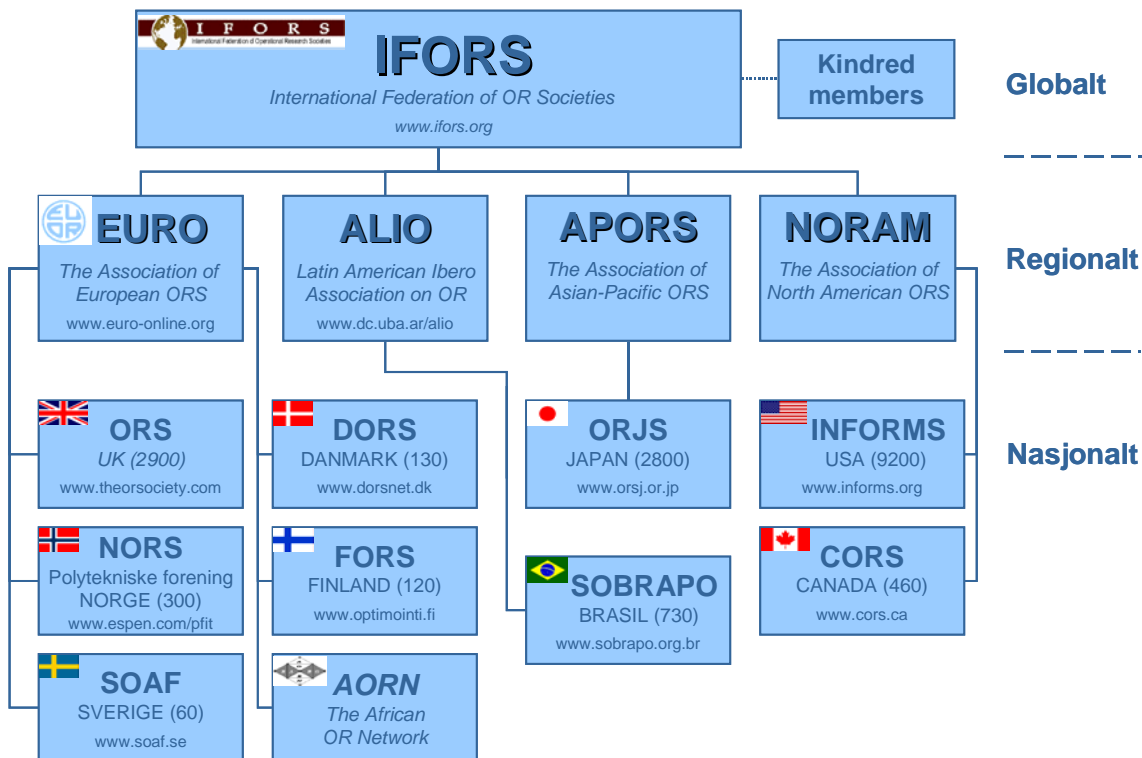 I F O R S
International Federation of Operational Research Societies
IFORS
International Federation of OR Societies
www.ifors.org
Kindred
members
Globalt
EURO
The Association of
European ORS
www.euro-online.org
ALIO
Latin American Ibero
Association on OR
www.dc.uba.ar/alio
APORS
The Association of
Asian-Pacific ORS
NORAM
The Association of
North American ORS
Regionalt
ORS
UK (2900)
www.theorsociety.com
DORS
DANMARK (130)
www.dorsnet.dk
ORJS
JAPAN (2800)
www.orsj.or.jp
INFORMS
USA (9200)
www.informs.org
Nasjonalt
NORS
Polytekniske forening
NORGE (300)
www.espen.com/pfit
FORS
FINLAND (120)
www.optimointi.fi
SOBRAPO
BRASIL (730)
www.sobrapo.org.br
CORS
CANADA (460)
www.cors.ca
SOAF
SVERIGE (60)
www.soaf.se
AORN
The African
OR Network